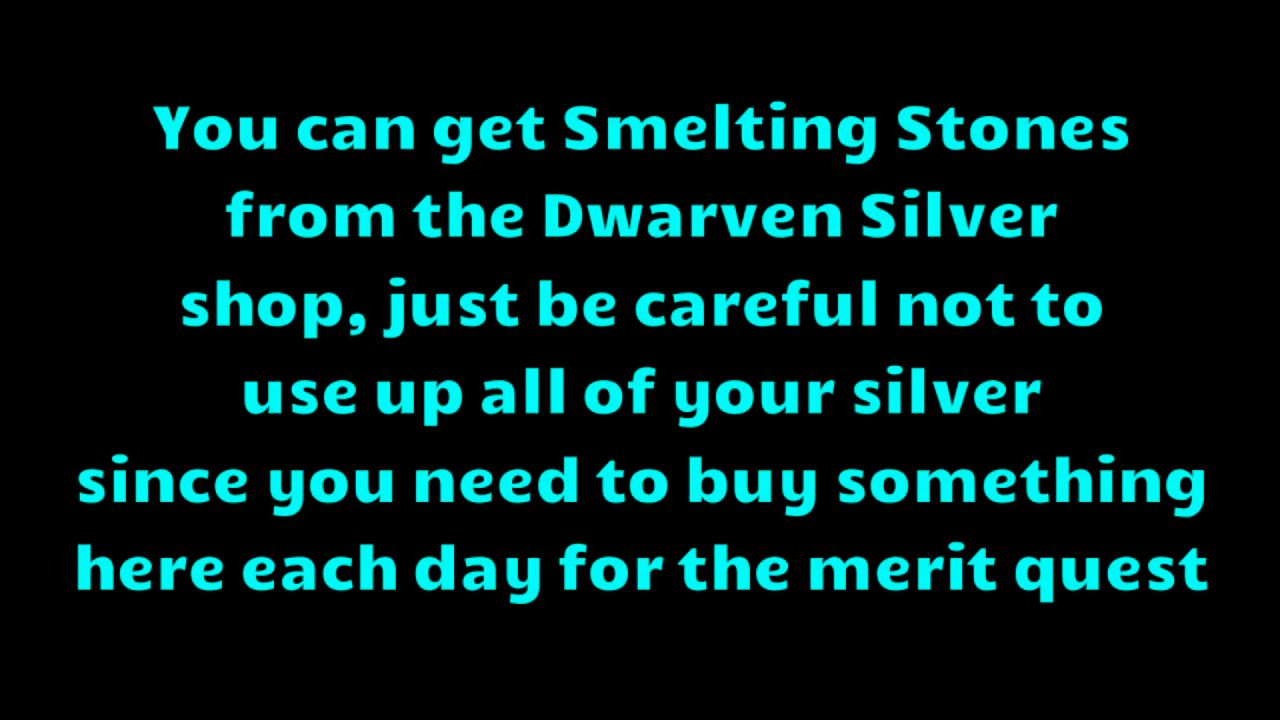 You can get Smelting Stones
from the Dwarven Silver
shop, just be careful not to
use up all of your silver
since you need to buy something
here each day for the merit quest